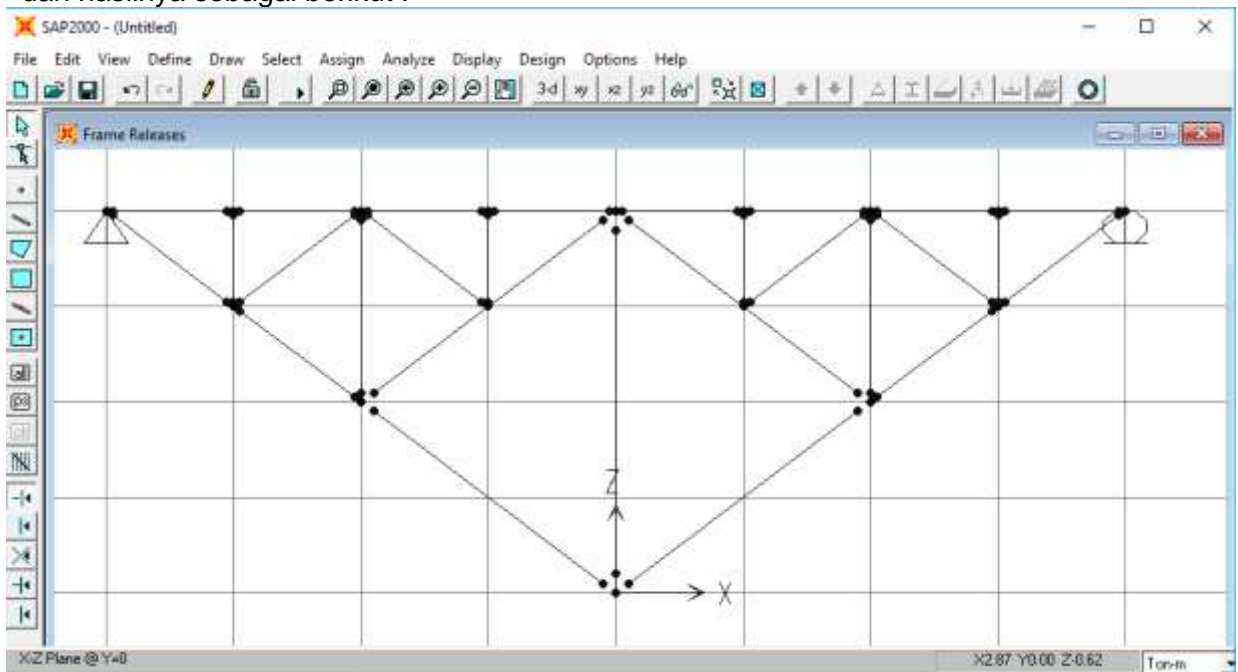 dan hasilnya sebagai berikut :
SAP2000 - (Untitled)
File Edit View Define Draw Select Assign Analyze Display Design Options Help
3-d xy xz yz
Frame Releases
Z
X
X-Z Plane @ Y=0
X2.87 Y0.00 Z-0.62
Ton-m